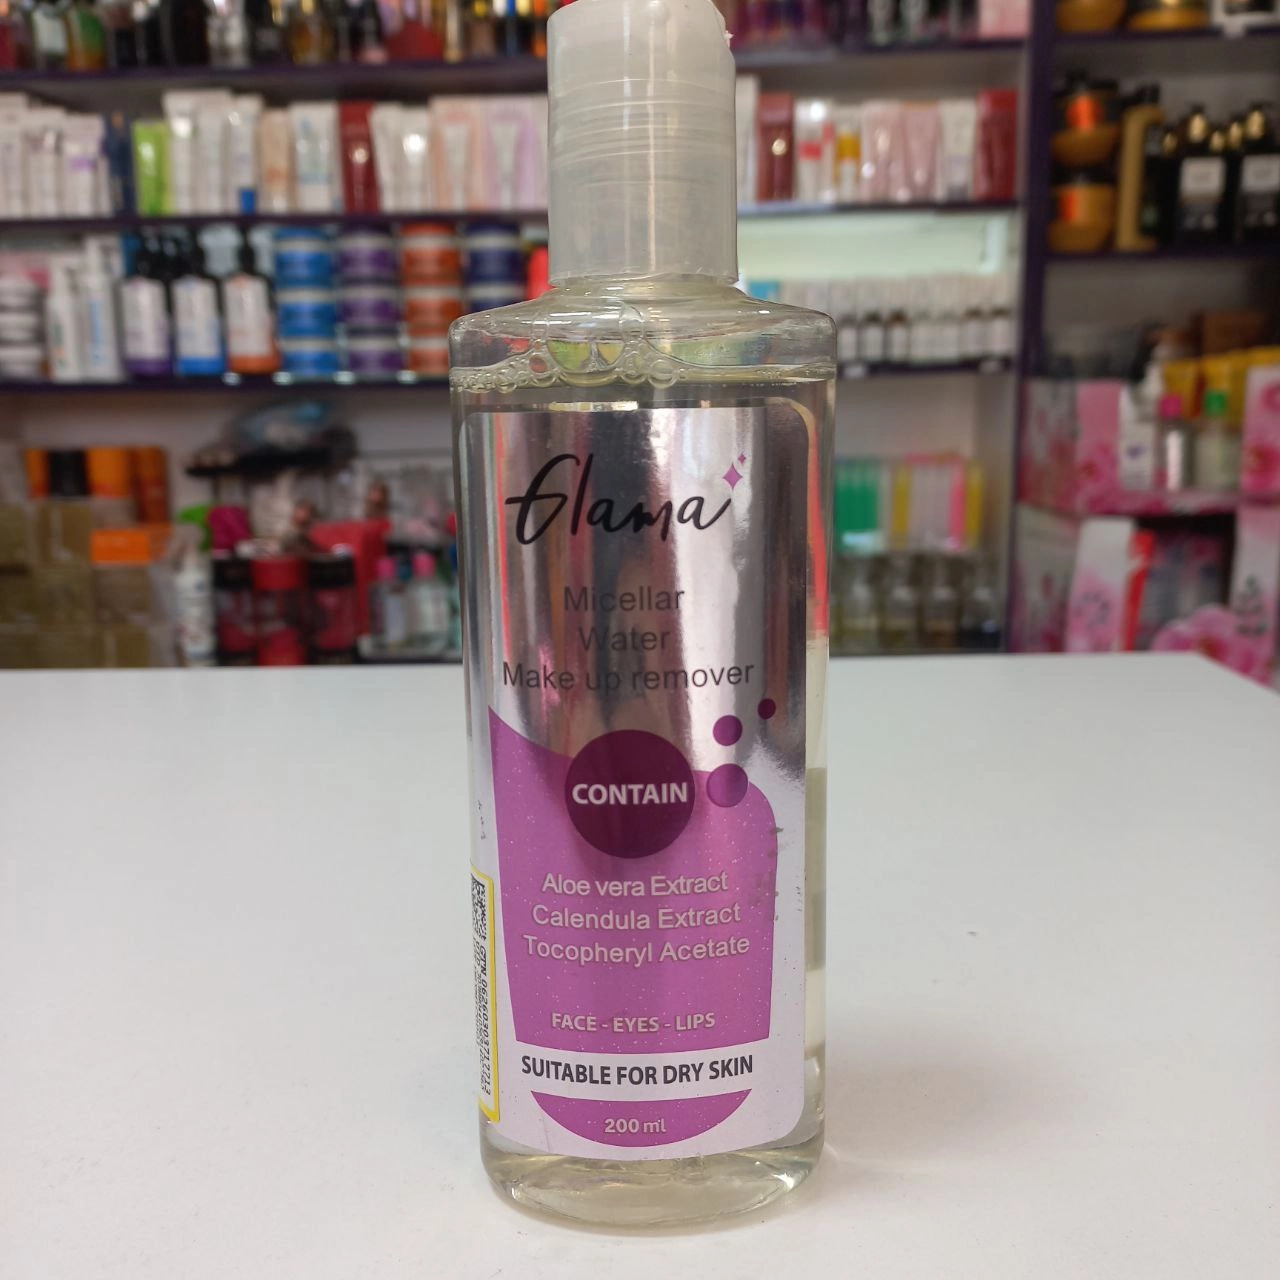 Glama
Micellar
Water
Make up remover
CONTAIN
Aloe vera Extract
Calendula Extract
Tocopheryl Acetate
FACE - EYES - LIPS
SUITABLE FOR DRY SKIN
200 ml